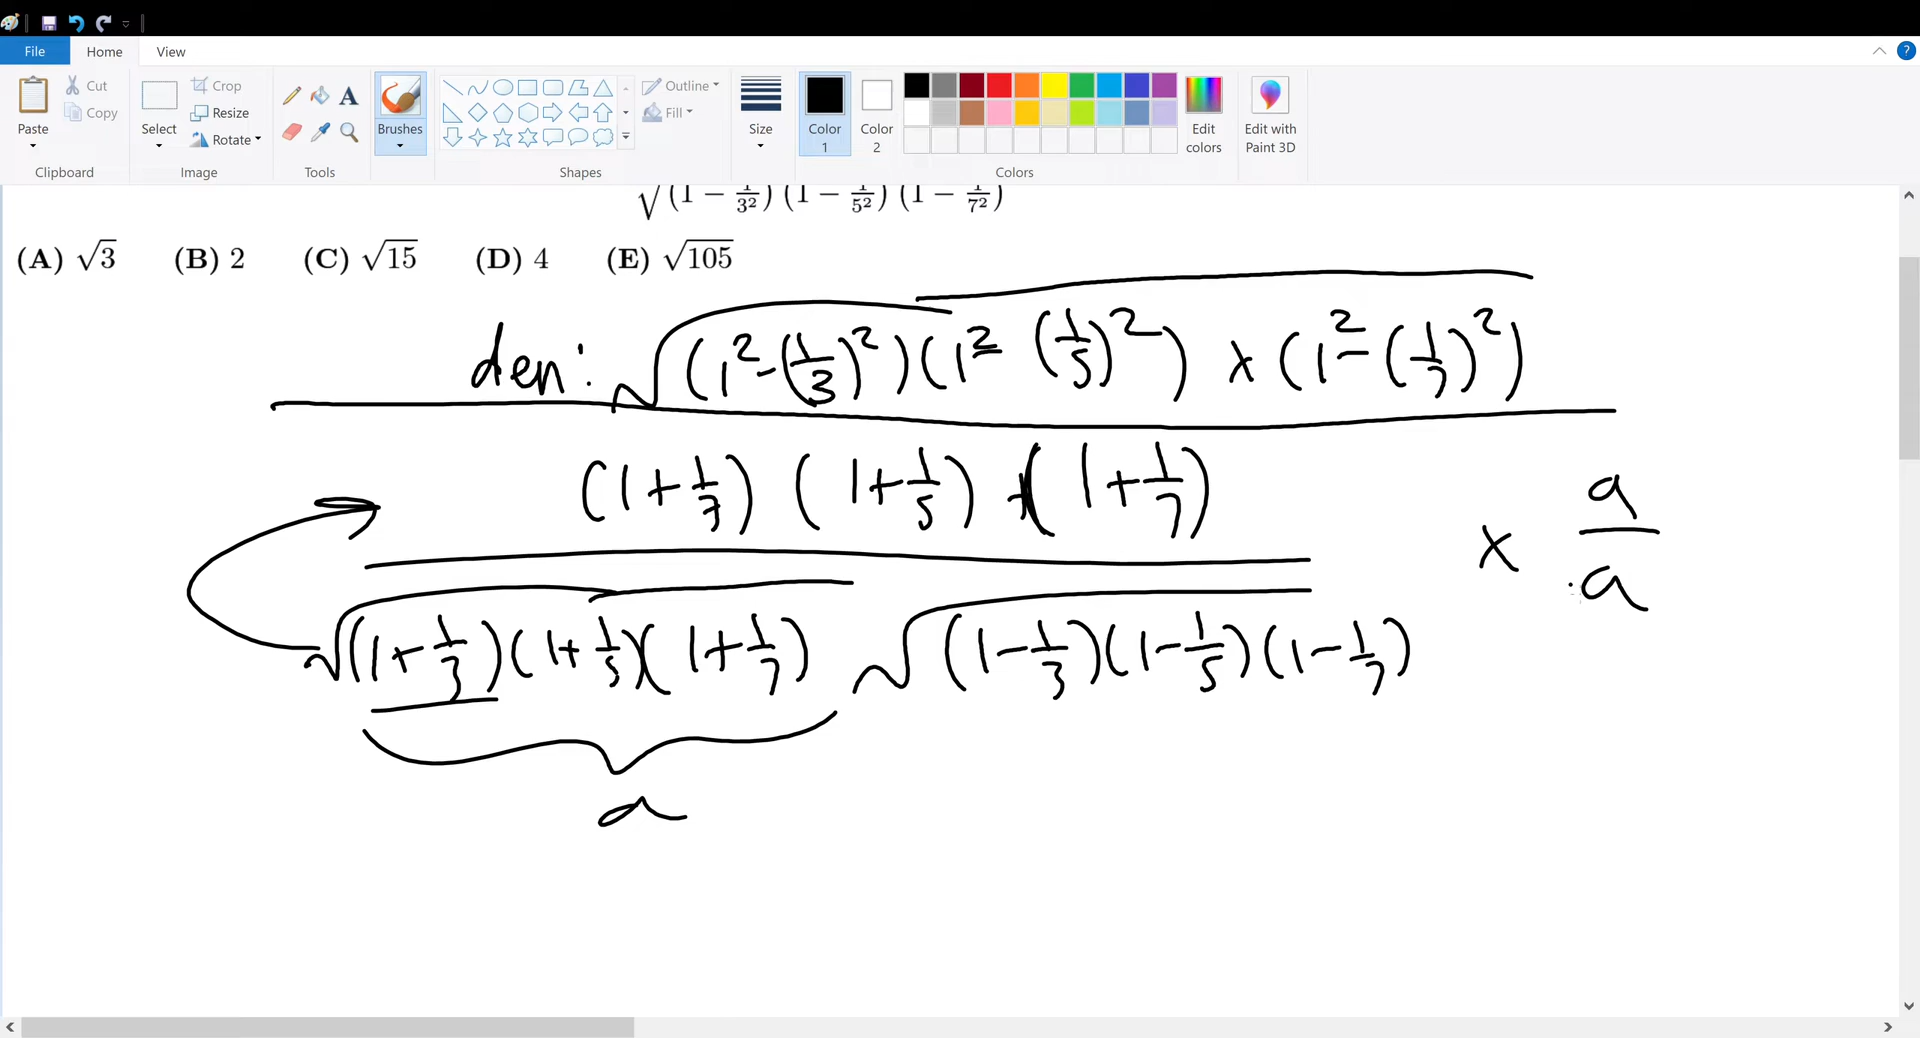 File Home View
Paste Cut Copy Clipboard
Select Crop Resize Rotate Image
Tools
Brushes
Outline Fill Shapes
Size
Color 1 Color 2 Edit colors Edit with Paint 3D Colors
√(1 − 1/3²) (1 − 1/5²) (1 − 1/7²)
(A) √3 (B) 2 (C) √15 (D) 4 (E) √105
den: √(1² - (1/3)²)(1² - (1/5)²) × (1² - (1/7)²)
(1 + 1/3) (1 + 1/5) (1 + 1/7)
× a/a
√(1 + 1/3)(1 + 1/5)(1 + 1/7) √(1 - 1/3)(1 - 1/5)(1 - 1/7)
a